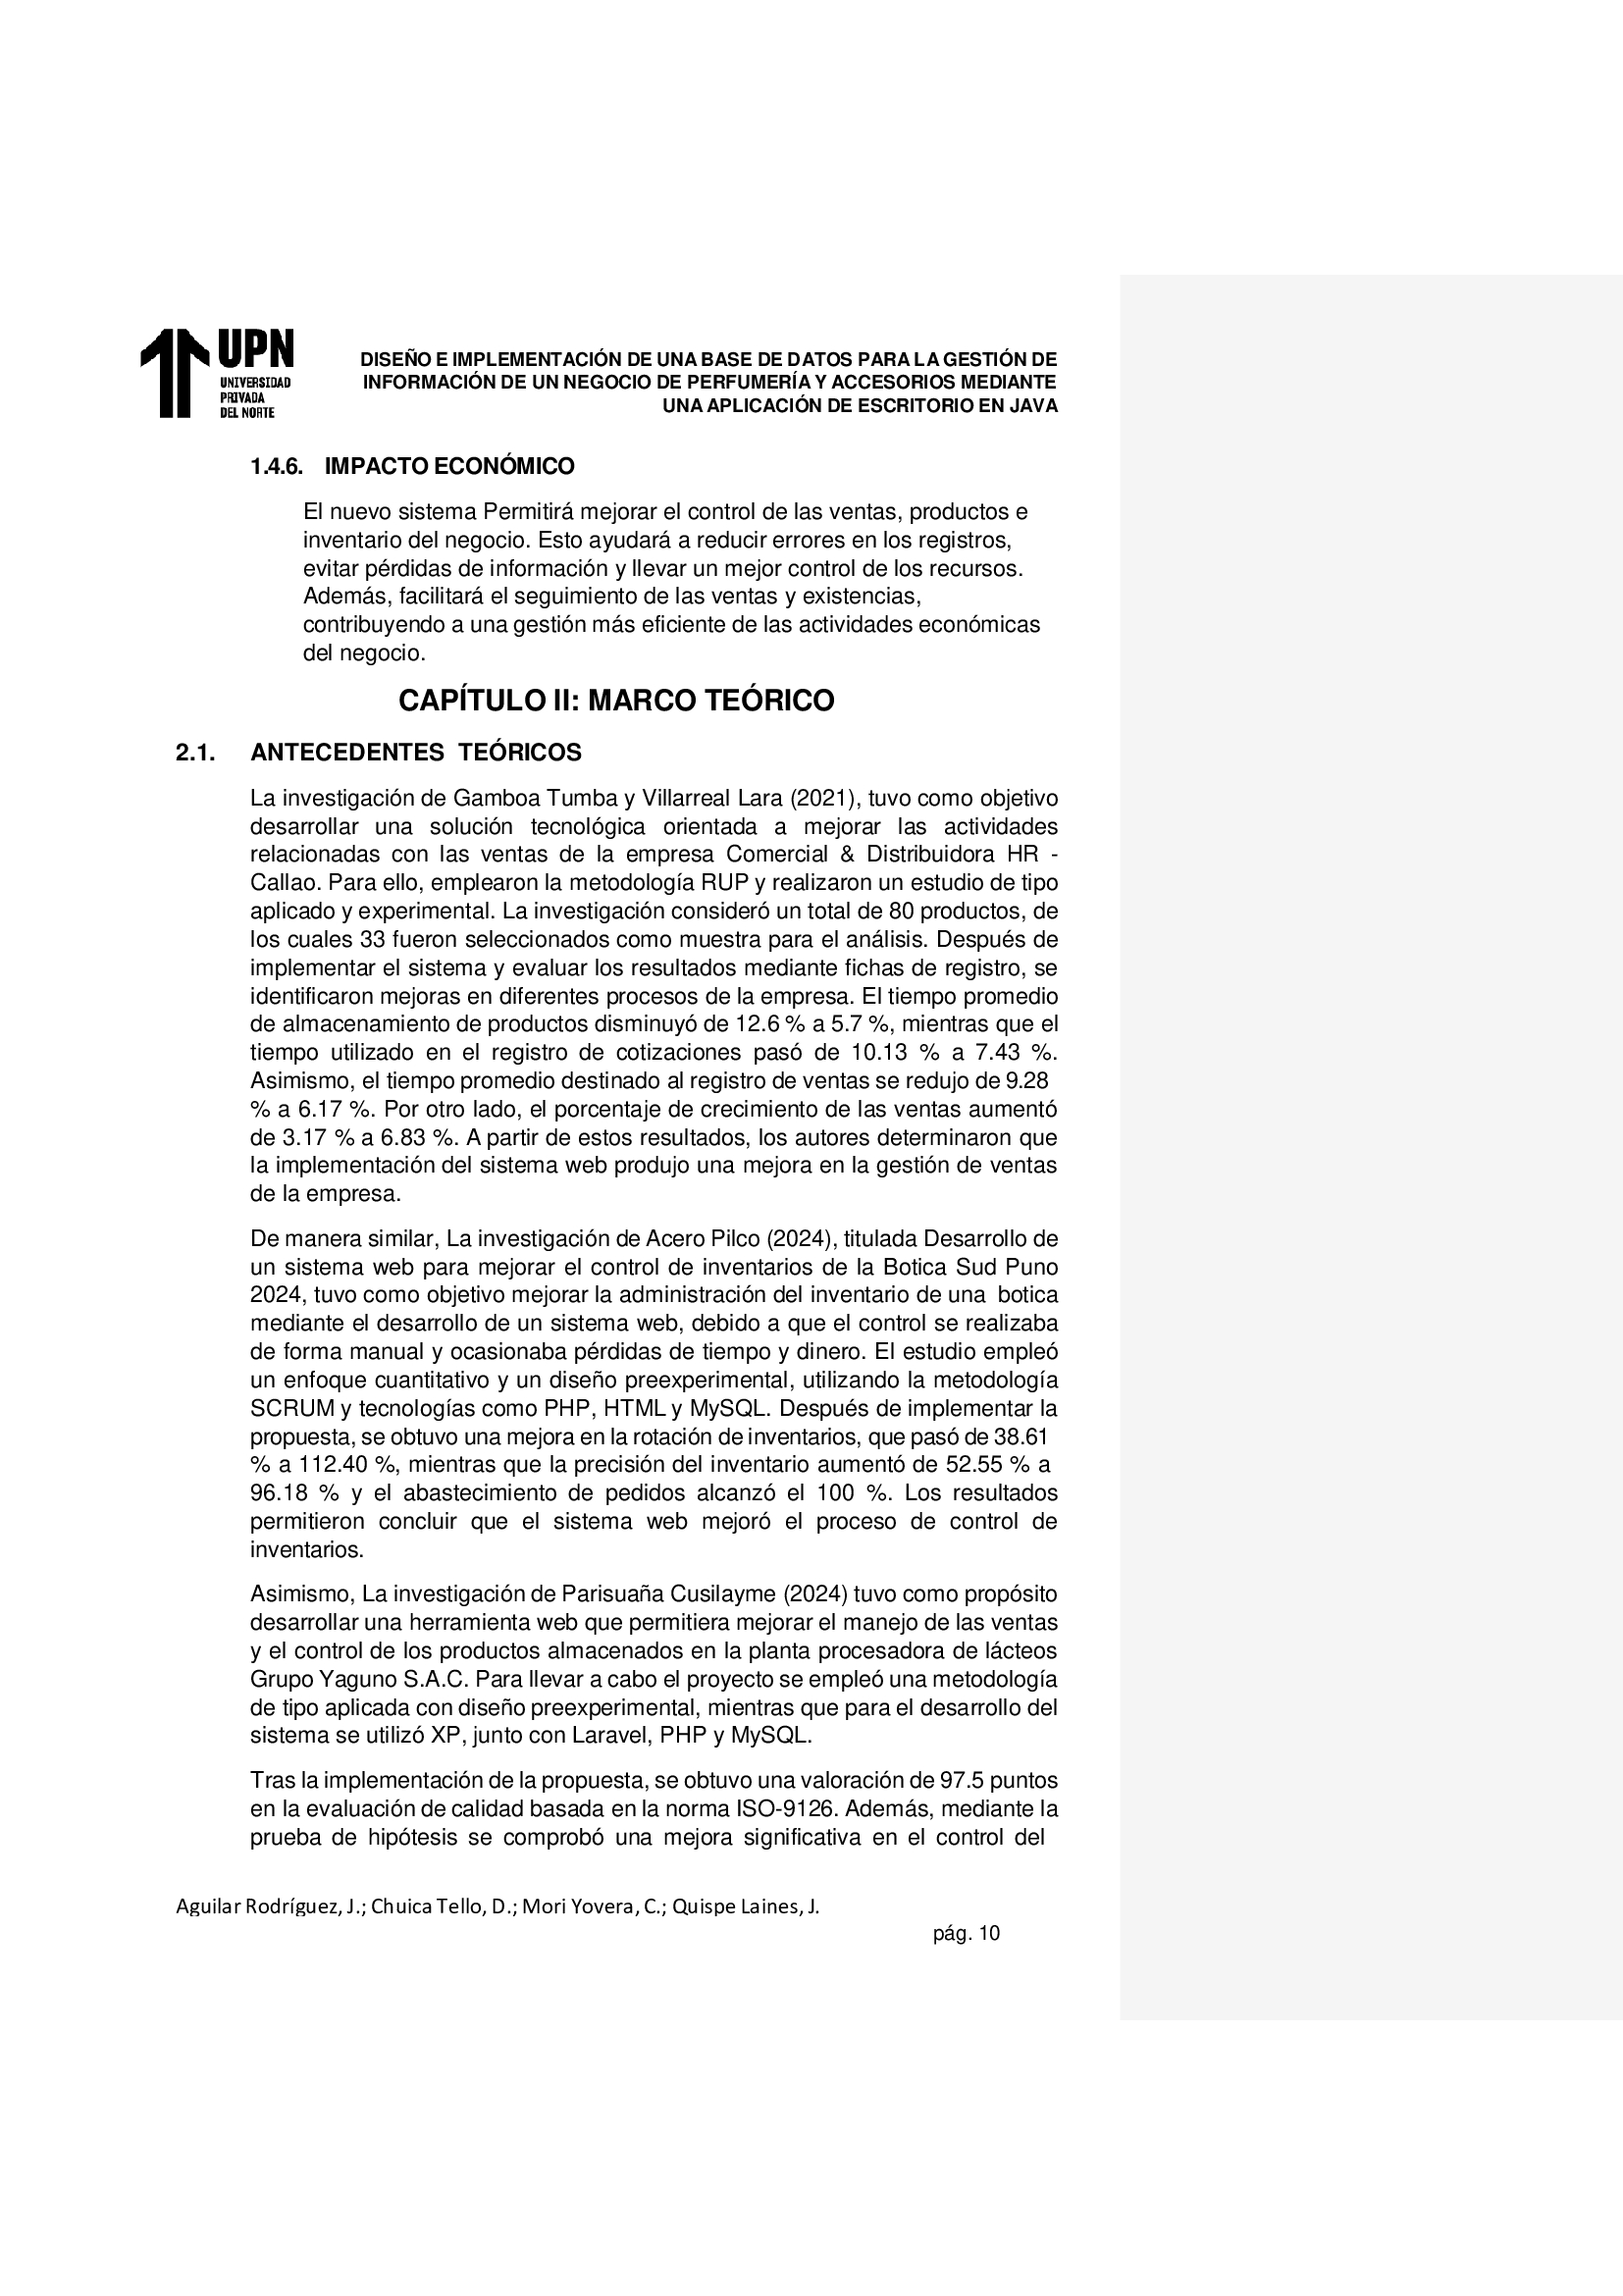 UPN
UNIVERSIDAD
PRIVADA
DEL NORTE
DISEÑO E IMPLEMENTACIÓN DE UNA BASE DE DATOS PARA LA GESTIÓN DE
INFORMACIÓN DE UN NEGOCIO DE PERFUMERÍA Y ACCESORIOS MEDIANTE
UNA APLICACIÓN DE ESCRITORIO EN JAVA
1.4.6. IMPACTO ECONÓMICO
El nuevo sistema Permitirá mejorar el control de las ventas, productos e
inventario del negocio. Esto ayudará a reducir errores en los registros,
evitar pérdidas de información y llevar un mejor control de los recursos.
Además, facilitará el seguimiento de las ventas y existencias,
contribuyendo a una gestión más eficiente de las actividades económicas
del negocio.
CAPÍTULO II: MARCO TEÓRICO
2.1. ANTECEDENTES TEÓRICOS
La investigación de Gamboa Tumba y Villarreal Lara (2021), tuvo como objetivo
desarrollar una solución tecnológica orientada a mejorar las actividades
relacionadas con las ventas de la empresa Comercial & Distribuidora HR -
Callao. Para ello, emplearon la metodología RUP y realizaron un estudio de tipo
aplicado y experimental. La investigación consideró un total de 80 productos, de
los cuales 33 fueron seleccionados como muestra para el análisis. Después de
implementar el sistema y evaluar los resultados mediante fichas de registro, se
identificaron mejoras en diferentes procesos de la empresa. El tiempo promedio
de almacenamiento de productos disminuyó de 12.6 % a 5.7 %, mientras que el
tiempo utilizado en el registro de cotizaciones pasó de 10.13 % a 7.43 %.
Asimismo, el tiempo promedio destinado al registro de ventas se redujo de 9.28
% a 6.17 %. Por otro lado, el porcentaje de crecimiento de las ventas aumentó
de 3.17 % a 6.83 %. A partir de estos resultados, los autores determinaron que
la implementación del sistema web produjo una mejora en la gestión de ventas
de la empresa.
De manera similar, La investigación de Acero Pilco (2024), titulada Desarrollo de
un sistema web para mejorar el control de inventarios de la Botica Sud Puno
2024, tuvo como objetivo mejorar la administración del inventario de una botica
mediante el desarrollo de un sistema web, debido a que el control se realizaba
de forma manual y ocasionaba pérdidas de tiempo y dinero. El estudio empleó
un enfoque cuantitativo y un diseño preexperimental, utilizando la metodología
SCRUM y tecnologías como PHP, HTML y MySQL. Después de implementar la
propuesta, se obtuvo una mejora en la rotación de inventarios, que pasó de 38.61
% a 112.40 %, mientras que la precisión del inventario aumentó de 52.55 % a
96.18 % y el abastecimiento de pedidos alcanzó el 100 %. Los resultados
permitieron concluir que el sistema web mejoró el proceso de control de
inventarios.
Asimismo, La investigación de Parisuaña Cusilayme (2024) tuvo como propósito
desarrollar una herramienta web que permitiera mejorar el manejo de las ventas
y el control de los productos almacenados en la planta procesadora de lácteos
Grupo Yaguno S.A.C. Para llevar a cabo el proyecto se empleó una metodología
de tipo aplicada con diseño preexperimental, mientras que para el desarrollo del
sistema se utilizó XP, junto con Laravel, PHP y MySQL.
Tras la implementación de la propuesta, se obtuvo una valoración de 97.5 puntos
en la evaluación de calidad basada en la norma ISO-9126. Además, mediante la
prueba de hipótesis se comprobó una mejora significativa en el control del
Aguilar Rodríguez, J.; Chuica Tello, D.; Mori Yovera, C.; Quispe Laines, J.
pág. 10